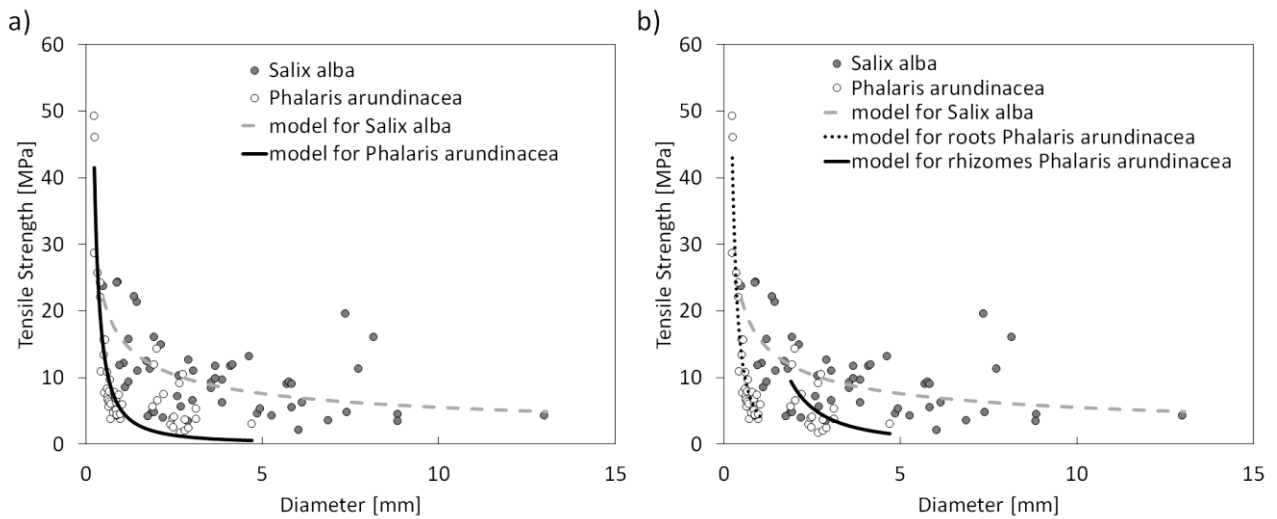 a)
60
50
40
30
20
10
0
Tensile Strength [MPa]
Salix alba
Phalaris arundinacea
model for Salix alba
model for Phalaris arundinacea
0 5 10 15
Diameter [mm]
b)
60
50
40
30
20
10
0
Tensile Strength [MPa]
Salix alba
Phalaris arundinacea
model for Salix alba
model for roots Phalaris arundinacea
model for rhizomes Phalaris arundinacea
0 5 10 15
Diameter [mm]